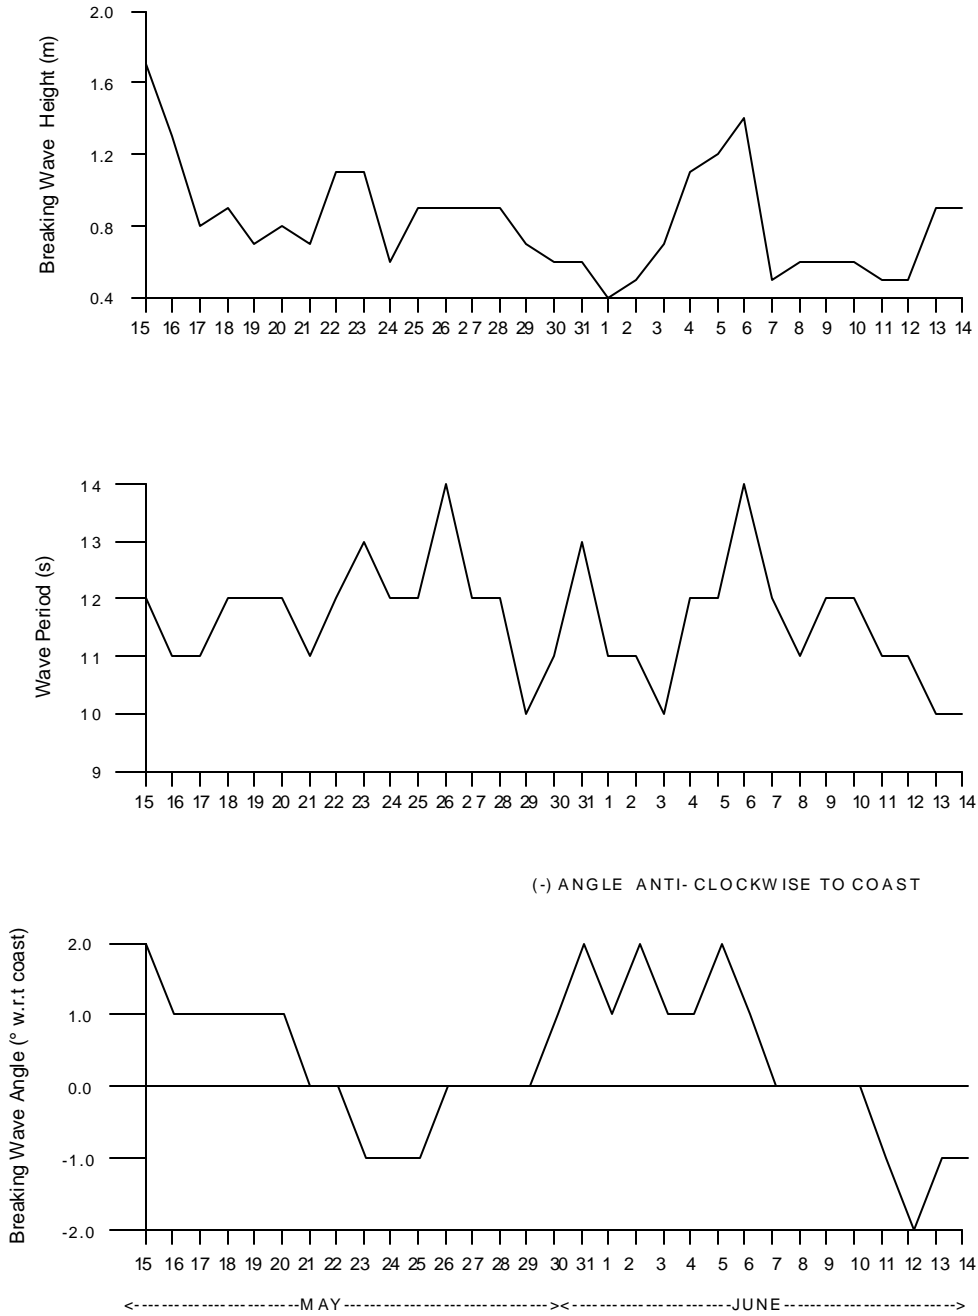 Breaking Wave Height (m)
2.0
1.6
1.2
0.8
0.4
15 16 17 18 19 20 21 22 23 24 25 26 27 28 29 30 31 1 2 3 4 5 6 7 8 9 10 11 12 13 14
Wave Period (s)
14
13
12
11
10
9
15 16 17 18 19 20 21 22 23 24 25 26 27 28 29 30 31 1 2 3 4 5 6 7 8 9 10 11 12 13 14
(-) ANGLE ANTI-CLOCKWISE TO COAST
Breaking Wave Angle (° w.r.t coast)
2.0
1.0
0.0
-1.0
-2.0
15 16 17 18 19 20 21 22 23 24 25 26 27 28 29 30 31 1 2 3 4 5 6 7 8 9 10 11 12 13 14
<-----------------------MAY----------------------------><-----------------------JUNE------------------------>